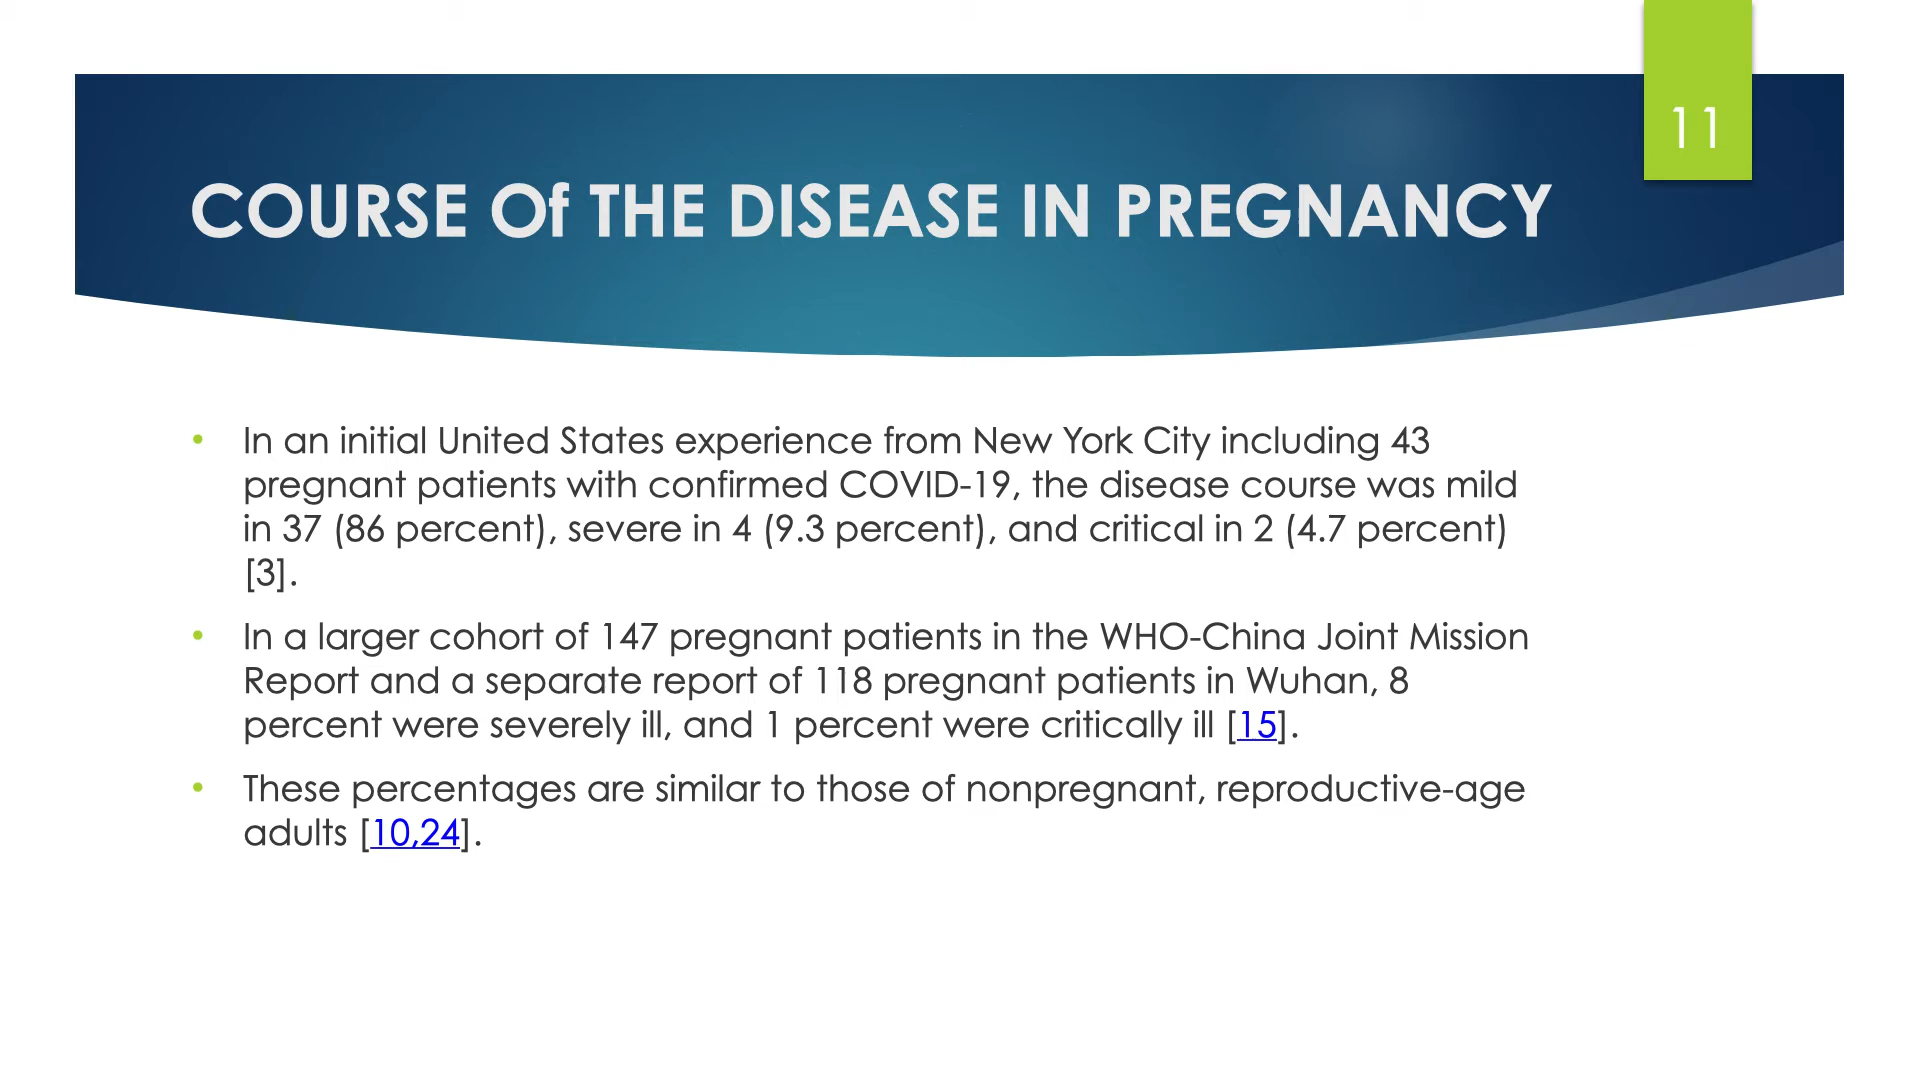 11
COURSE Of THE DISEASE IN PREGNANCY
• In an initial United States experience from New York City including 43
pregnant patients with confirmed COVID-19, the disease course was mild
in 37 (86 percent), severe in 4 (9.3 percent), and critical in 2 (4.7 percent)
[3].
• In a larger cohort of 147 pregnant patients in the WHO-China Joint Mission
Report and a separate report of 118 pregnant patients in Wuhan, 8
percent were severely ill, and 1 percent were critically ill [15].
• These percentages are similar to those of nonpregnant, reproductive-age
adults [10,24].